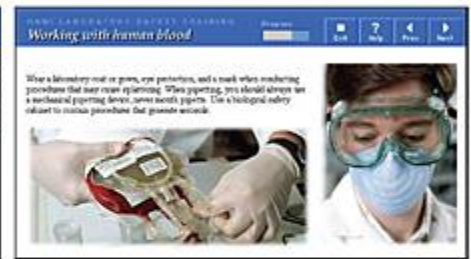 OHMI LABORATORY SAFETY TRAINING
Working with human blood
Progress
Exit
? Help
Prev
Next
Wear a laboratory coat or gown, eye protection, and a mask when conducting
procedures that may cause splattering. When pipetting, you should always use
a mechanical pipetting device, never mouth pipette. Use a biological safety
cabinet to contain procedures that generate aerosols.